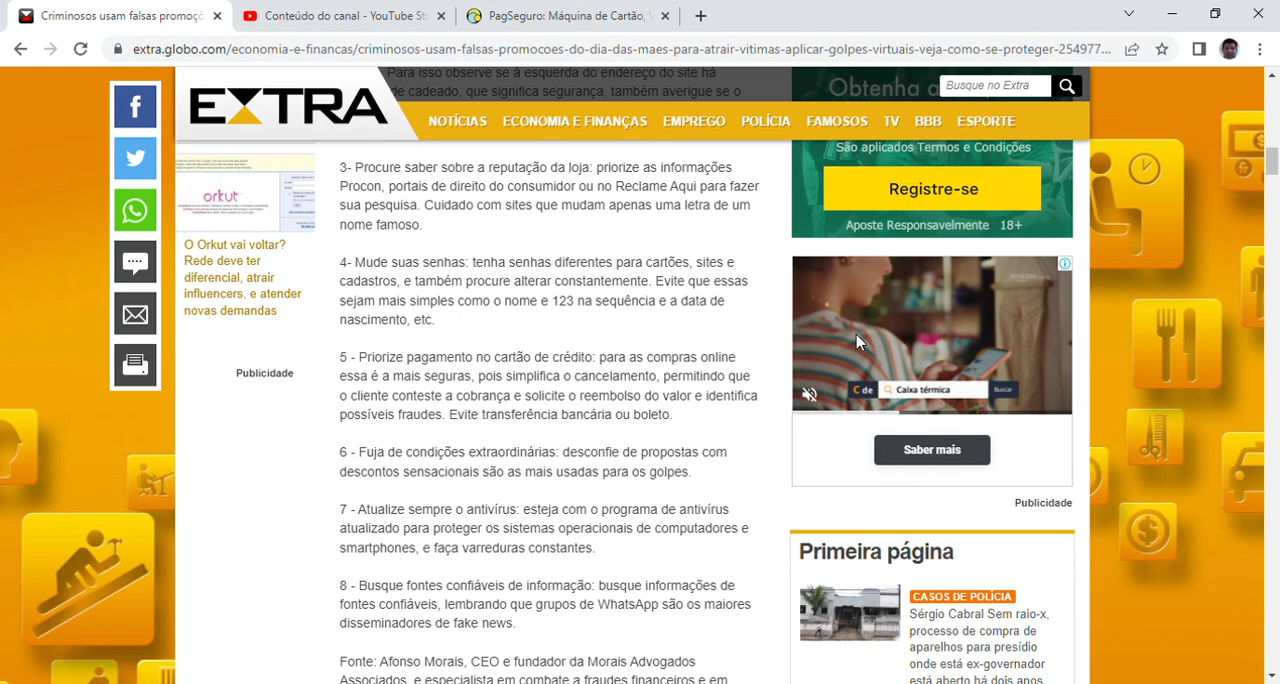 Criminosos usam falsas promoçõ
Conteúdo do canal - YouTube St
PagSeguro: Máquina de Cartão,
extra.globo.com/economia-e-financas/criminosos-usam-falsas-promocoes-do-dia-das-maes-para-atrair-vitimas-aplicar-golpes-virtuais-veja-como-se-proteger-254977...
Para isso observe se à esquerda do endereço do site há
de cadeado, que significa segurança, também averigue se o
EXTRA
Obtenha a
Busque no Extra
NOTÍCIAS ECONOMIA E FINANÇAS EMPREGO POLÍCIA FAMOSOS TV BBB ESPORTE
orkut
O Orkut vai voltar?
Rede deve ter
diferencial, atrair
influencers, e atender
novas demandas
Publicidade
3- Procure saber sobre a reputação da loja: priorize as informações
Procon, portais de direito do consumidor ou no Reclame Aqui para fazer
sua pesquisa. Cuidado com sites que mudam apenas uma letra de um
nome famoso.
4- Mude suas senhas: tenha senhas diferentes para cartões, sites e
cadastros, e também procure alterar constantemente. Evite que essas
sejam mais simples como o nome e 123 na sequência e a data de
nascimento, etc.
5 - Priorize pagamento no cartão de crédito: para as compras online
essa é a mais seguras, pois simplifica o cancelamento, permitindo que
o cliente conteste a cobrança e solicite o reembolso do valor e identifica
possíveis fraudes. Evite transferência bancária ou boleto.
6 - Fuja de condições extraordinárias: desconfie de propostas com
descontos sensacionais são as mais usadas para os golpes.
7 - Atualize sempre o antivírus: esteja com o programa de antivírus
atualizado para proteger os sistemas operacionais de computadores e
smartphones, e faça varreduras constantes.
8 - Busque fontes confiáveis de informação: busque informações de
fontes confiáveis, lembrando que grupos de WhatsApp são os maiores
disseminadores de fake news.
Fonte: Afonso Morais, CEO e fundador da Morais Advogados
Associados, e especialista em combate a fraudes financeiros e em
São aplicados Termos e Condições
Registre-se
Aposte Responsavelmente 18+
amazon
C de Caixa térmica Buscar
Saber mais
Publicidade
Primeira página
CASOS DE POLÍCIA
Sérgio Cabral Sem raio-x,
processo de compra de
aparelhos para presídio
onde está ex-governador
está aberto há dois anos